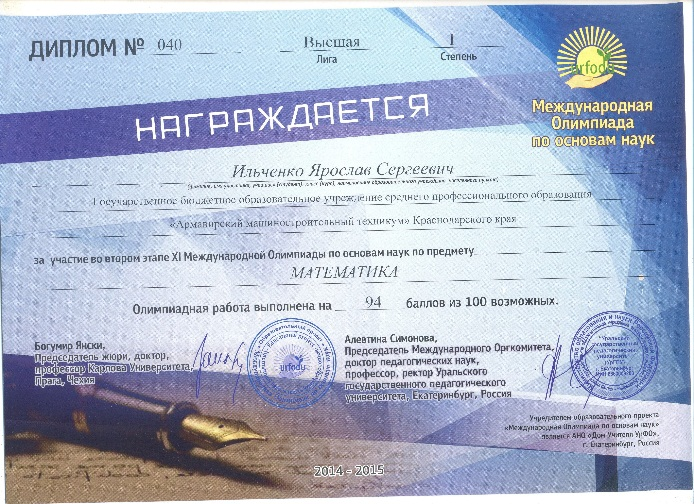 ДИПЛОМ № 040 Высшая I
Лига Степень
urfodu
Международная
Олимпиада
по основам наук
НАГРАЖДАЕТСЯ
Ильченко Ярослав Сергеевич
Государственное бюджетное образовательное учреждение среднего профессионального образования
«Армавирский машиностроительный техникум» Краснодарского края
за участие во втором этапе XI Международной Олимпиады по основам наук по предмету
МАТЕМАТИКА
Олимпиадная работа выполнена на 94 баллов из 100 возможных.
Богумир Янски,
Председатель жюри, доктор,
профессор Карлова Университета,
Прага, Чехия
urfodu
Алевтина Симонова,
Председатель Международного Оргкомитета,
доктор педагогических наук,
профессор, ректор Уральского
государственного педагогического
университета, Екатеринбург, Россия
Учредителем образовательного проекта
«Международная Олимпиада по основам наук»
является АНО «Дом Учителя УрФО»,
г. Екатеринбург, Россия
2014 - 2015